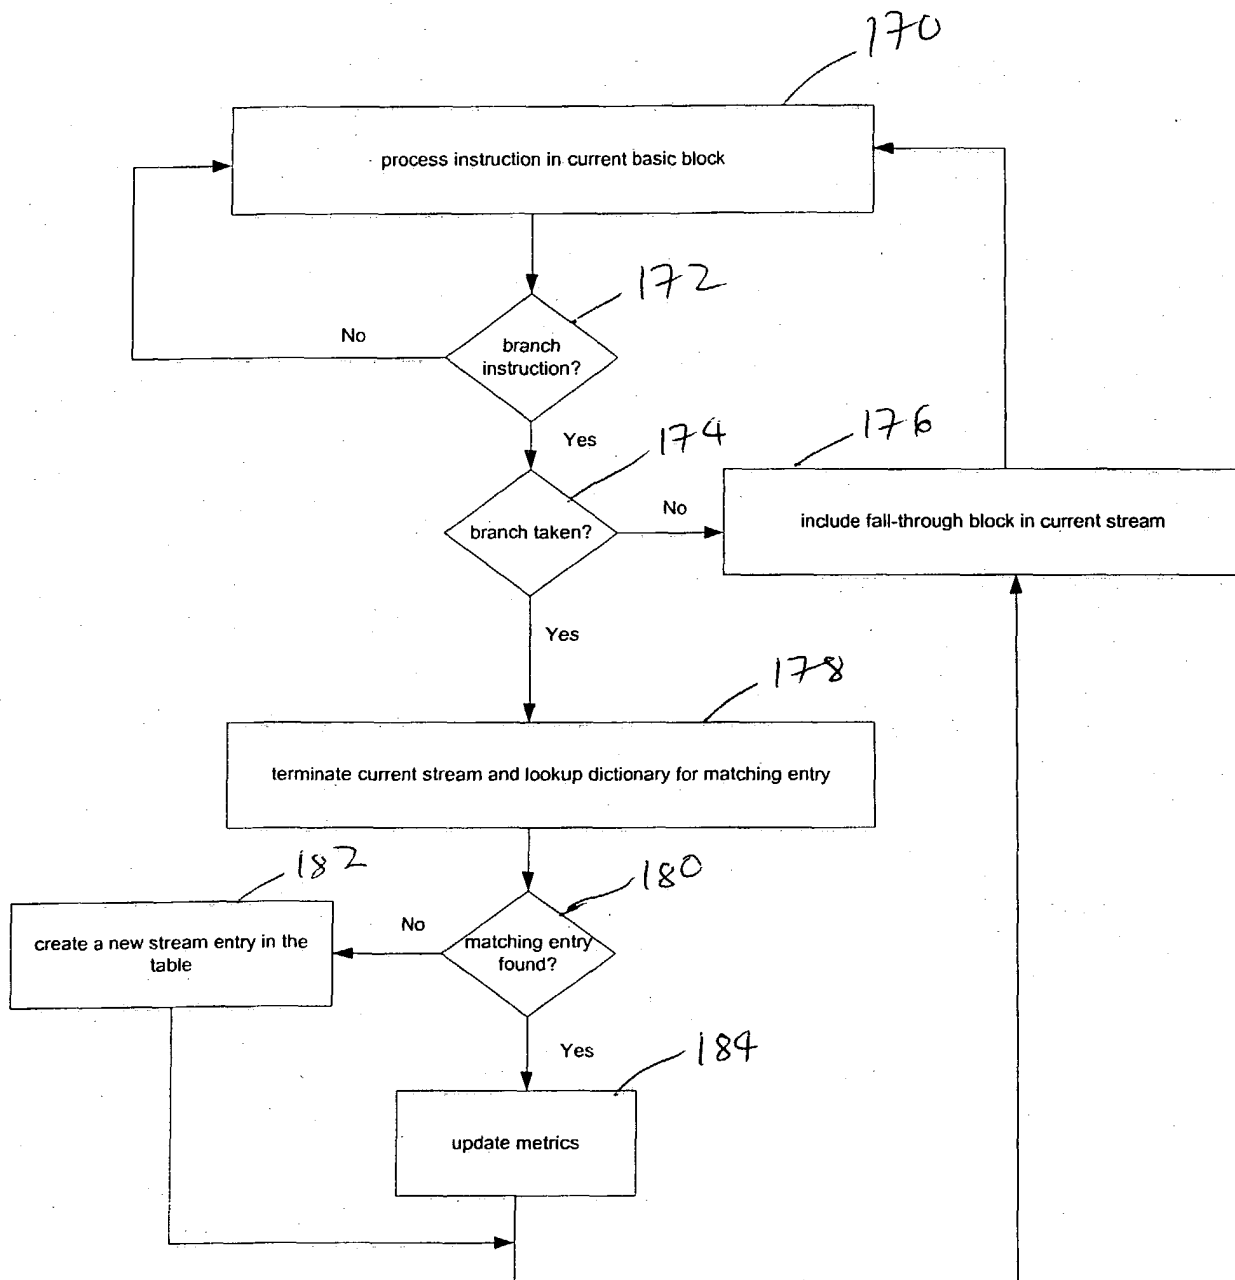 170
process instruction in current basic block
172
No
branch
instruction?
Yes
174
176
branch taken?
No
include fall-through block in current stream
Yes
178
terminate current stream and lookup dictionary for matching entry
182
180
create a new stream entry in the
table
No
matching entry
found?
Yes
184
update metrics